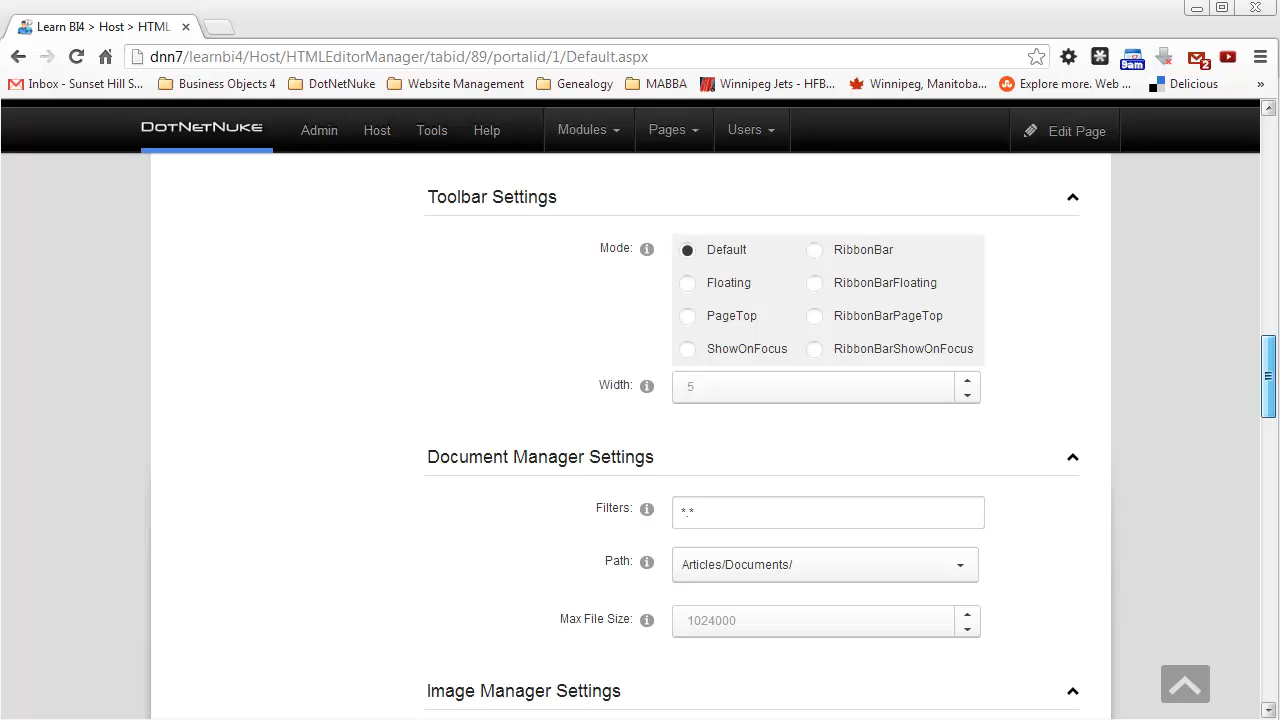 Learn BI4 > Host > HTML
dnn7/learnbi4/Host/HTMLEditorManager/tabid/89/portalid/1/Default.aspx
9am
2
Inbox - Sunset Hill S... Business Objects 4 DotNetNuke Website Management Genealogy MABBA Winnipeg Jets - HFB... Winnipeg, Manitoba... Explore more. Web ... Delicious »
DOTNETNUKE Admin Host Tools Help Modules Pages Users Edit Page
Toolbar Settings
Mode: Default RibbonBar
Floating RibbonBarFloating
PageTop RibbonBarPageTop
ShowOnFocus RibbonBarShowOnFocus
Width: 5
Document Manager Settings
Filters: *.*
Path: Articles/Documents/
Max File Size: 1024000
Image Manager Settings